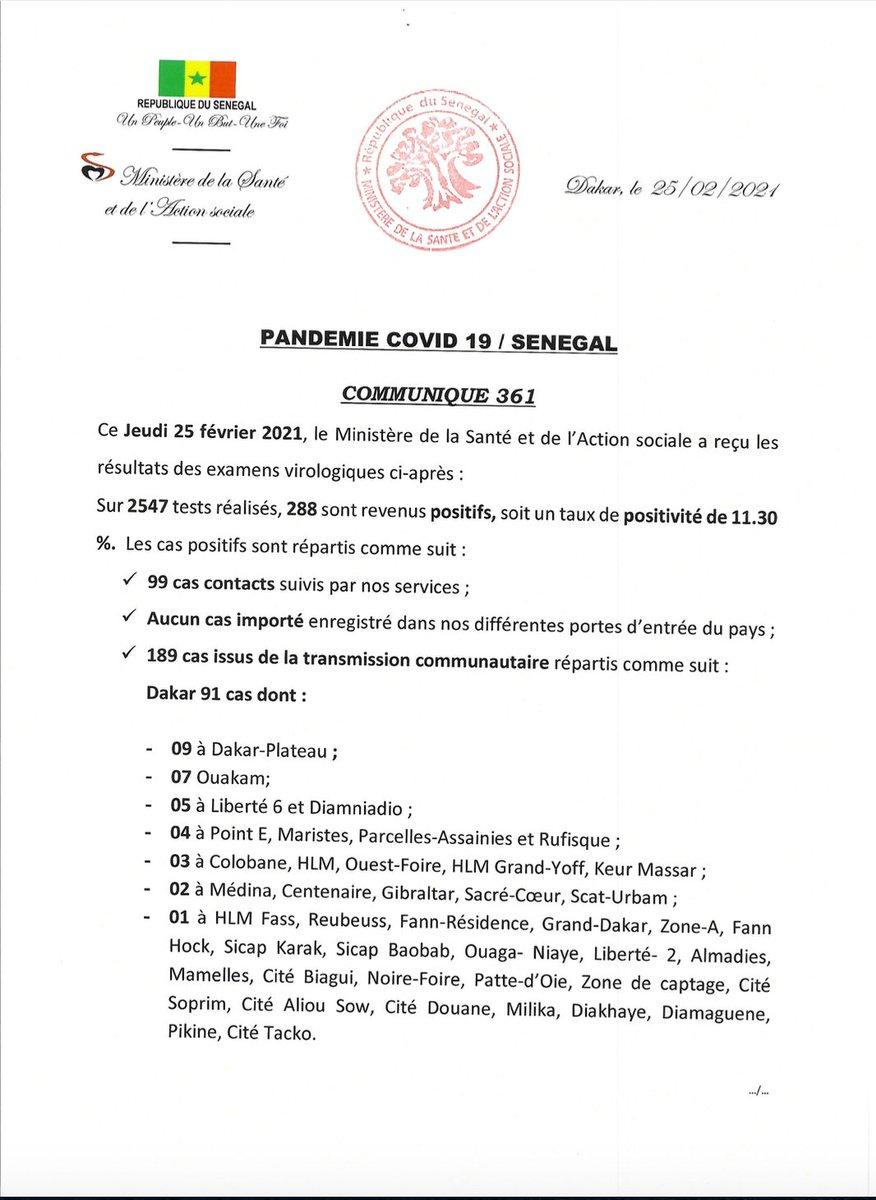 REPUBLIQUE DU SENEGAL
Un Peuple-Un But-Une Foi
Ministère de la Santé
et de l'Action sociale
★ République du Senegal ★
MINISTERE DE LA SANTE ET DE L'ACTION SOCIALE
Dakar, le 25/02/2021
PANDEMIE COVID 19 / SENEGAL
COMMUNIQUE 361
Ce Jeudi 25 février 2021, le Ministère de la Santé et de l'Action sociale a reçu les
résultats des examens virologiques ci-après :
Sur 2547 tests réalisés, 288 sont revenus positifs, soit un taux de positivité de 11.30
%. Les cas positifs sont répartis comme suit :
✓ 99 cas contacts suivis par nos services ;
✓ Aucun cas importé enregistré dans nos différentes portes d'entrée du pays ;
✓ 189 cas issus de la transmission communautaire répartis comme suit :
Dakar 91 cas dont :
- 09 à Dakar-Plateau ;
- 07 Ouakam;
- 05 à Liberté 6 et Diamniadio ;
- 04 à Point E, Maristes, Parcelles-Assainies et Rufisque ;
- 03 à Colobane, HLM, Ouest-Foire, HLM Grand-Yoff, Keur Massar ;
- 02 à Médina, Centenaire, Gibraltar, Sacré-Cœur, Scat-Urbam ;
- 01 à HLM Fass, Reubeuss, Fann-Résidence, Grand-Dakar, Zone-A, Fann
Hock, Sicap Karak, Sicap Baobab, Ouaga- Niaye, Liberté- 2, Almadies,
Mamelles, Cité Biagui, Noire-Foire, Patte-d'Oie, Zone de captage, Cité
Soprim, Cité Aliou Sow, Cité Douane, Milika, Diakhaye, Diamaguene,
Pikine, Cité Tacko.
.../...